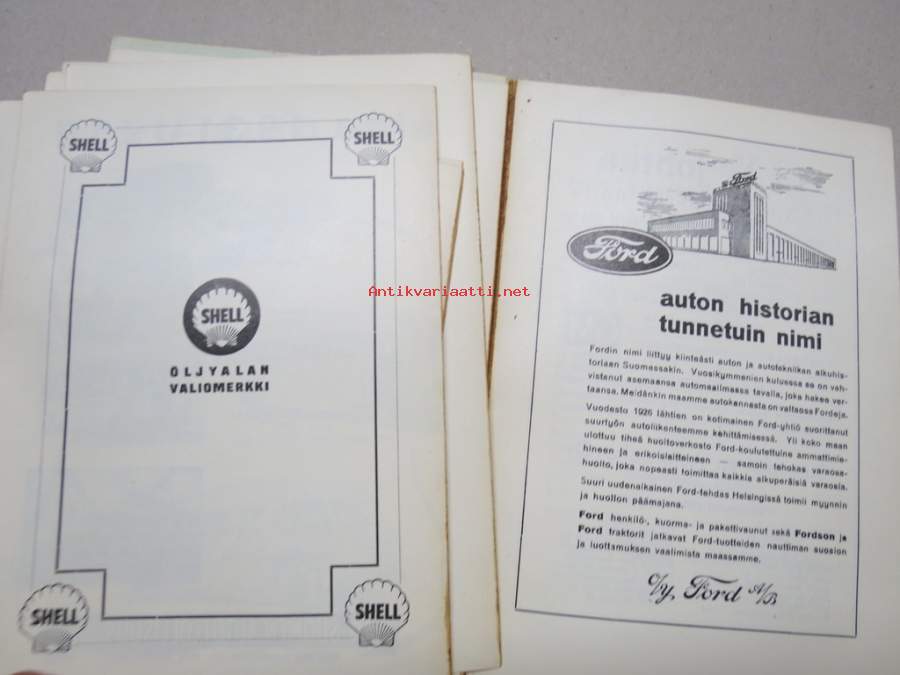 SHELL
SHELL
SHELL
ÖLJYALAN
VALIOMERKKI
SHELL
SHELL
Antikvariaatti.net
Ford
Ford
auton historian
tunnetuin nimi
Fordin nimi liittyy kiinteästi auton ja autotekniikan alkuhis-
toriaan Suomessakin. Vuosikymmenien kuluessa se on vah-
vistanut asemaansa automaailmassa tavalla, joka hakee ver-
taansa. Meidänkin maamme autokannasta on valtaosa Fordeja.
Vuodesta 1926 lähtien on kotimainen Ford-yhtiö suorittanut
suurtyön autoliikenteemme kehittämisessä. Yli koko maan
ulottuu tiheä huoltoverkosto Ford-koulutettuine ammattimie-
hineen ja erikoislaitteineen — samoin tehokas varaosa-
huolto, joka nopeasti toimittaa kaikkia alkuperäisiä varaosia.
Suuri uudenaikainen Ford-tehdas Helsingissä toimii myynnin
ja huollon päämajana.
Ford henkilö-, kuorma- ja pakettivaunut sekä Fordson ja
Ford traktorit jatkavat Ford-tuotteiden nauttiman suosion
ja luottamuksen vaalimista maassamme.
O/y, Ford A/B